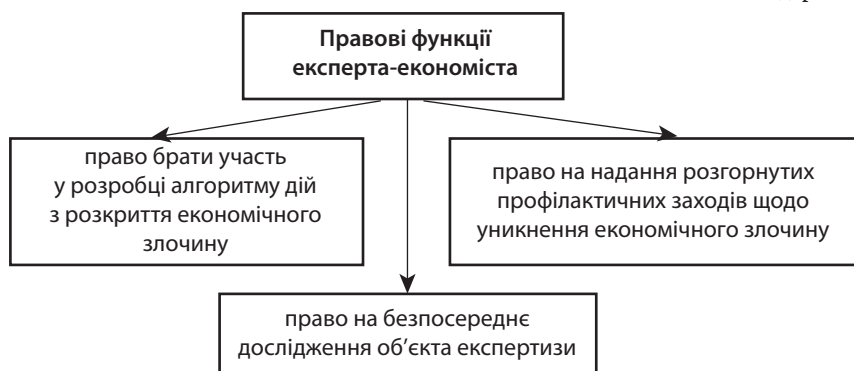 Правові функції
експерта-економіста
право брати участь
у розробці алгоритму дій
з розкриття економічного
злочину
право на надання розгорнутих
профілактичних заходів щодо
уникнення економічного злочину
право на безпосереднє
дослідження об’єкта експертизи